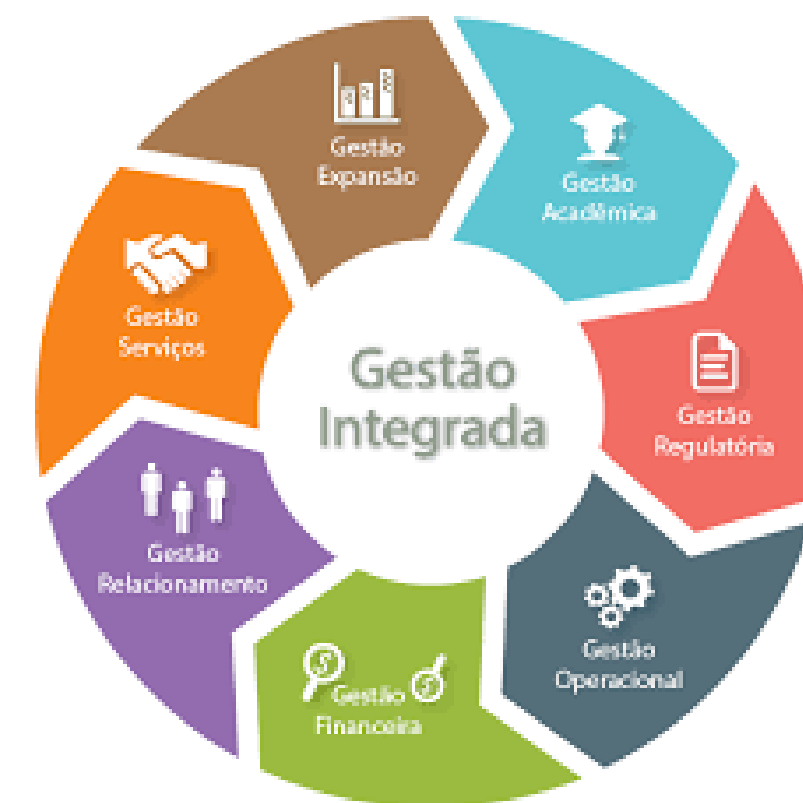 Gestão
Expansão
Gestão
Acadêmica
Gestão
Serviços
Gestão
Integrada
Gestão
Regulatória
Gestão
Relacionamento
Gestão
Operacional
Gestão
Financeira